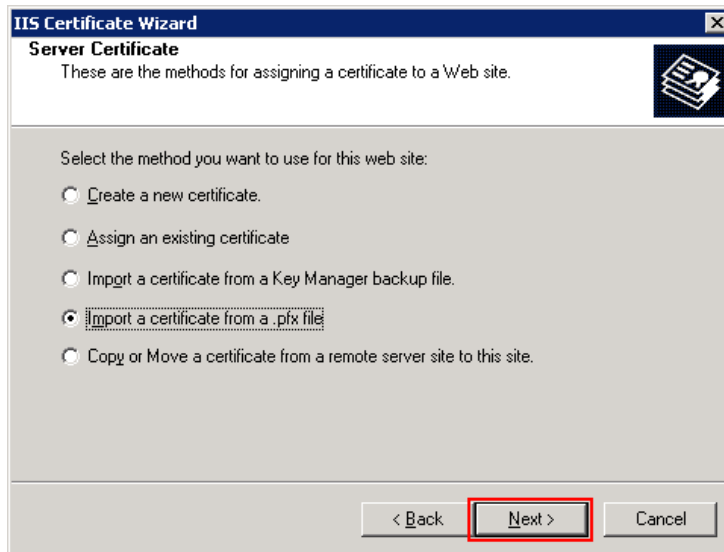 IIS Certificate Wizard
Server Certificate
These are the methods for assigning a certificate to a Web site.
Select the method you want to use for this web site:
Create a new certificate.
Assign an existing certificate
Import a certificate from a Key Manager backup file.
Import a certificate from a .pfx file
Copy or Move a certificate from a remote server site to this site.
< Back Next > Cancel